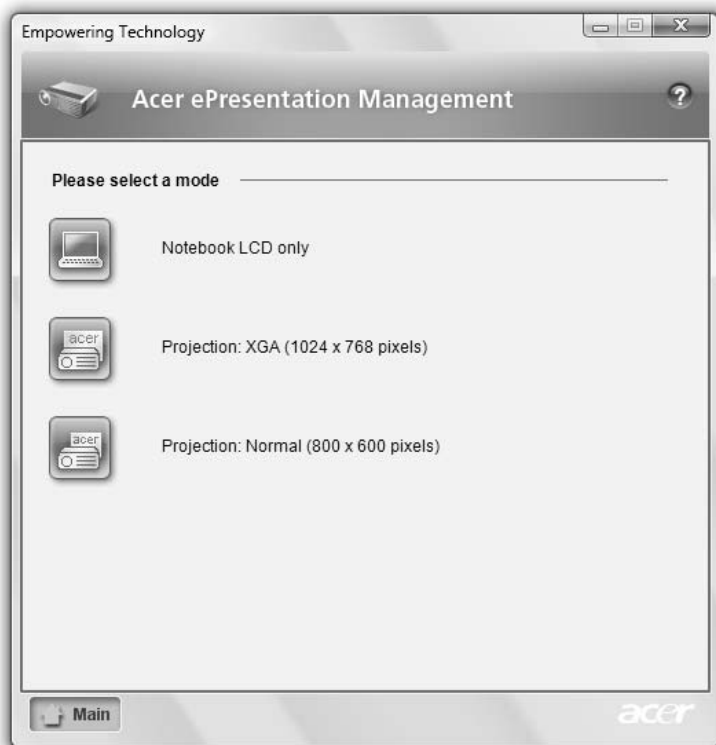 Empowering Technology
Acer ePresentation Management
?
Please select a mode
Notebook LCD only
acer
Projection: XGA (1024 x 768 pixels)
acer
Projection: Normal (800 x 600 pixels)
Main
acer